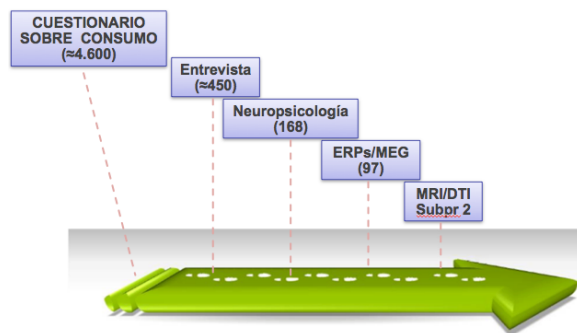 CUESTIONARIO
SOBRE CONSUMO
(≈4.600)
Entrevista
(≈450)
Neuropsicología
(168)
ERPs/MEG
(97)
MRI/DTI
Subpr 2